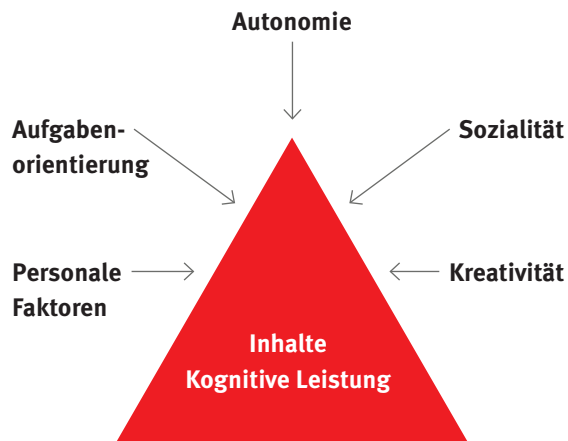 Autonomie
Aufgaben-
orientierung
Sozialität
Personale
Faktoren
Kreativität
Inhalte
Kognitive Leistung